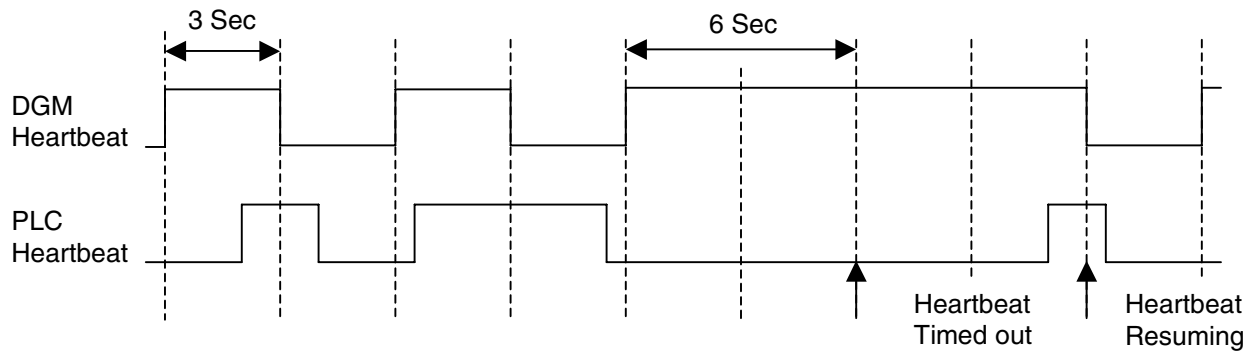 3 Sec
6 Sec
DGM
Heartbeat
PLC
Heartbeat
Heartbeat
Timed out
Heartbeat
Resuming